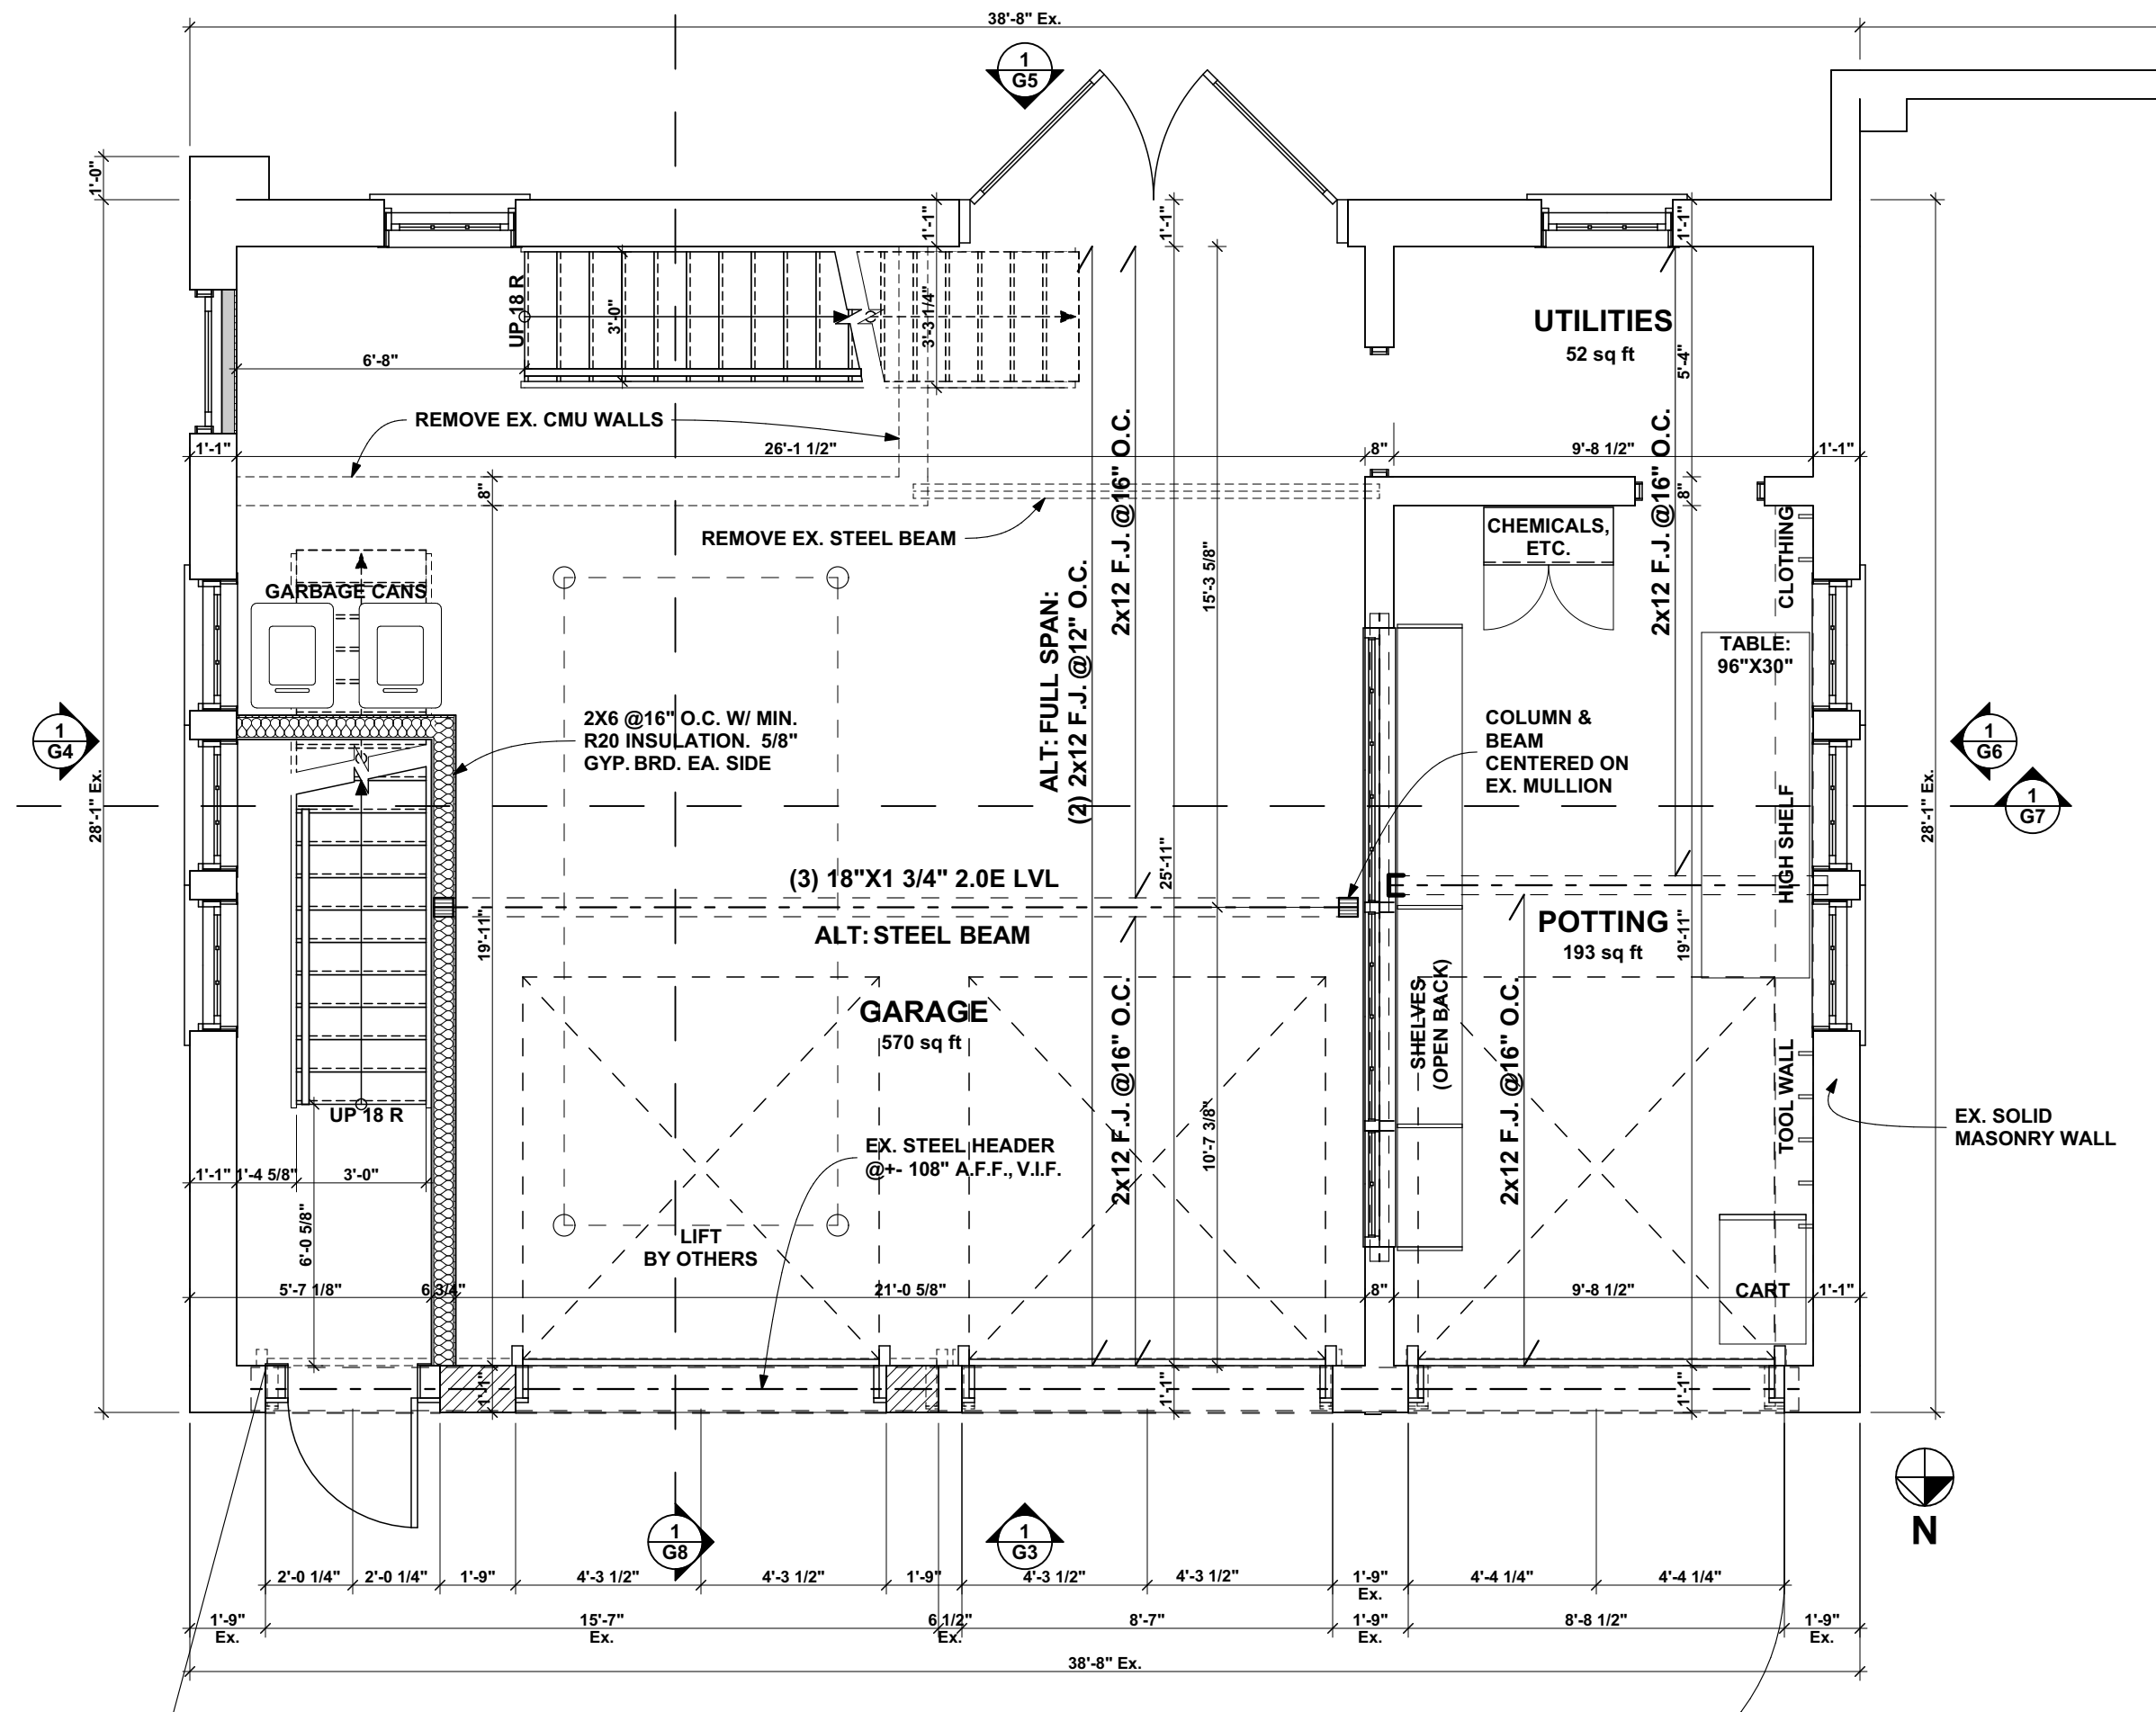 38'-8" Ex.
1
G5
1'-0"
1'-1"
1'-1"
1'-1"
UP 18 R
3'-0"
3'-3 1/4"
UTILITIES
52 sq ft
5'-4"
6'-8"
REMOVE EX. CMU WALLS
1'-1"
26'-1 1/2"
8"
9'-8 1/2"
1'-1"
8"
8"
REMOVE EX. STEEL BEAM
2x12 F.J. @16" O.C.
2x12 F.J. @16" O.C.
CHEMICALS,
ETC.
CLOTHING
15'-3 5/8"
GARBAGE CANS
ALT: FULL SPAN:
(2) 2x12 F.J. @12" O.C.
TABLE:
96"X30"
2X6 @16" O.C. W/ MIN.
R20 INSULATION. 5/8"
GYP. BRD. EA. SIDE
COLUMN &
BEAM
CENTERED ON
EX. MULLION
1
G4
1
G6
1
G7
28'-1" Ex.
28'-1" Ex.
HIGH SHELF
25'-11"
(3) 18"X1 3/4" 2.0E LVL
ALT: STEEL BEAM
19'-11"
19'-11"
POTTING
193 sq ft
GARAGE
570 sq ft
SHELVES
(OPEN BACK)
2x12 F.J. @16" O.C.
2x12 F.J. @16" O.C.
TOOL WALL
10'-7 3/8"
UP 18 R
EX. SOLID
MASONRY WALL
EX. STEEL HEADER
@+- 108" A.F.F., V.I.F.
1'-1"
1'-4 5/8"
3'-0"
6'-0 5/8"
LIFT
BY OTHERS
5'-7 1/8"
6 3/4"
21'-0 5/8"
8"
9'-8 1/2"
CART
1'-1"
1'-1"
1'-1"
1'-1"
N
1
G8
1
G3
2'-0 1/4"
2'-0 1/4"
1'-9"
4'-3 1/2"
4'-3 1/2"
1'-9"
4'-3 1/2"
4'-3 1/2"
1'-9"
Ex.
4'-4 1/4"
4'-4 1/4"
1'-9"
Ex.
15'-7"
Ex.
6 1/2"
Ex.
8'-7"
1'-9"
Ex.
8'-8 1/2"
1'-9"
Ex.
38'-8" Ex.